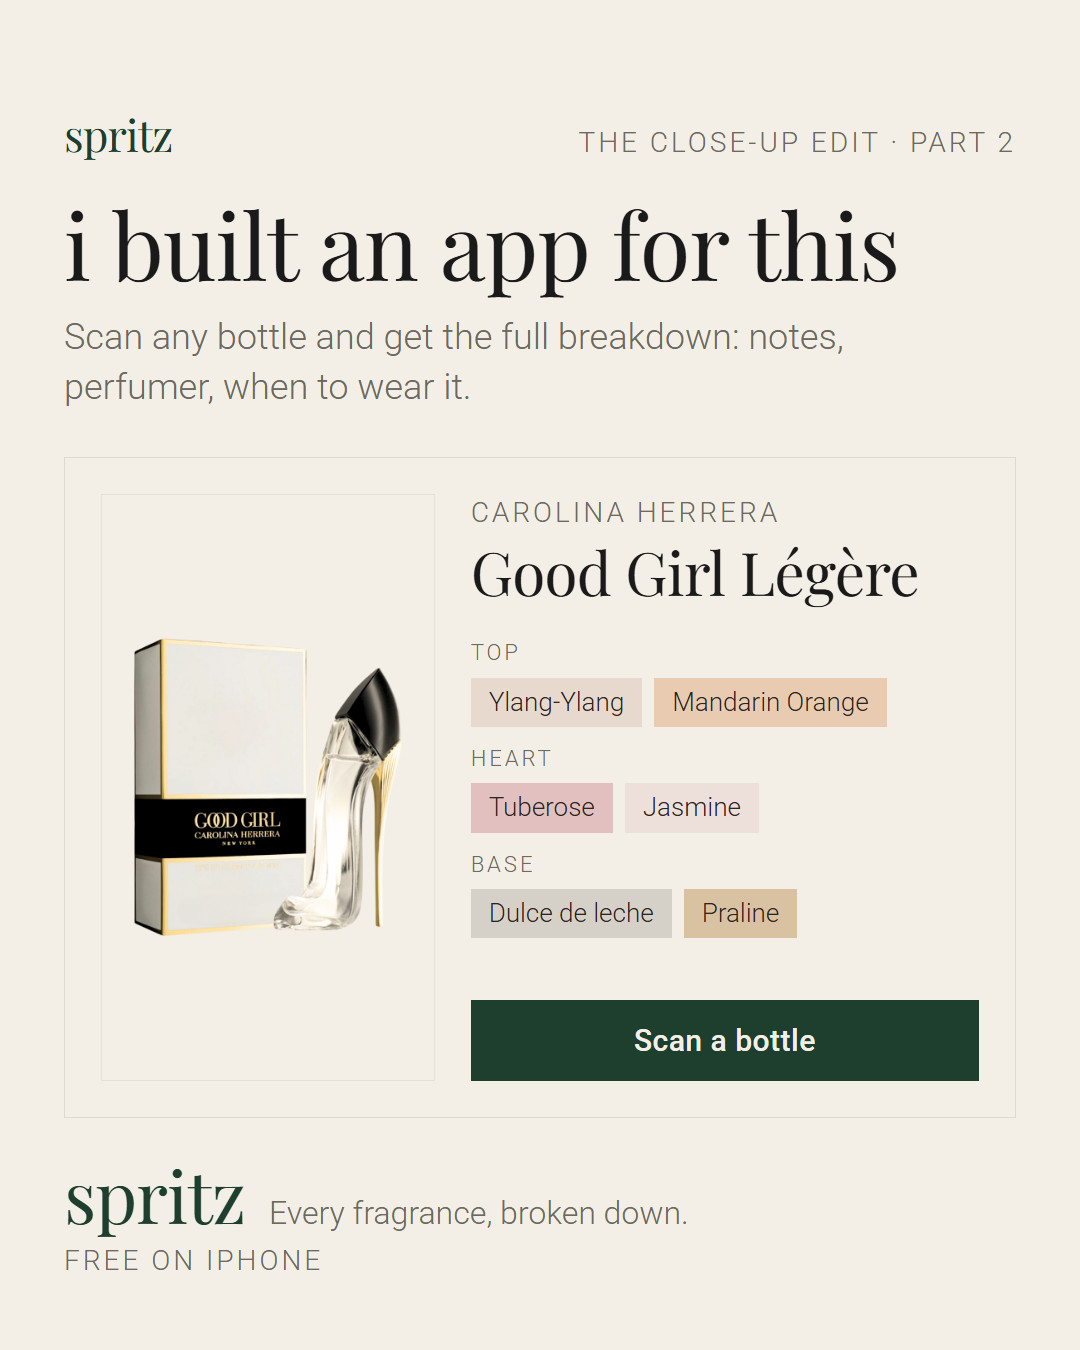 spritz
THE CLOSE-UP EDIT · PART 2
i built an app for this
Scan any bottle and get the full breakdown: notes,
perfumer, when to wear it.
GOOD GIRL
CAROLINA HERRERA
NEW YORK
CAROLINA HERRERA
Good Girl Légère
TOP
Ylang-Ylang
Mandarin Orange
HEART
Tuberose
Jasmine
BASE
Dulce de leche
Praline
Scan a bottle
spritz
Every fragrance, broken down.
FREE ON IPHONE